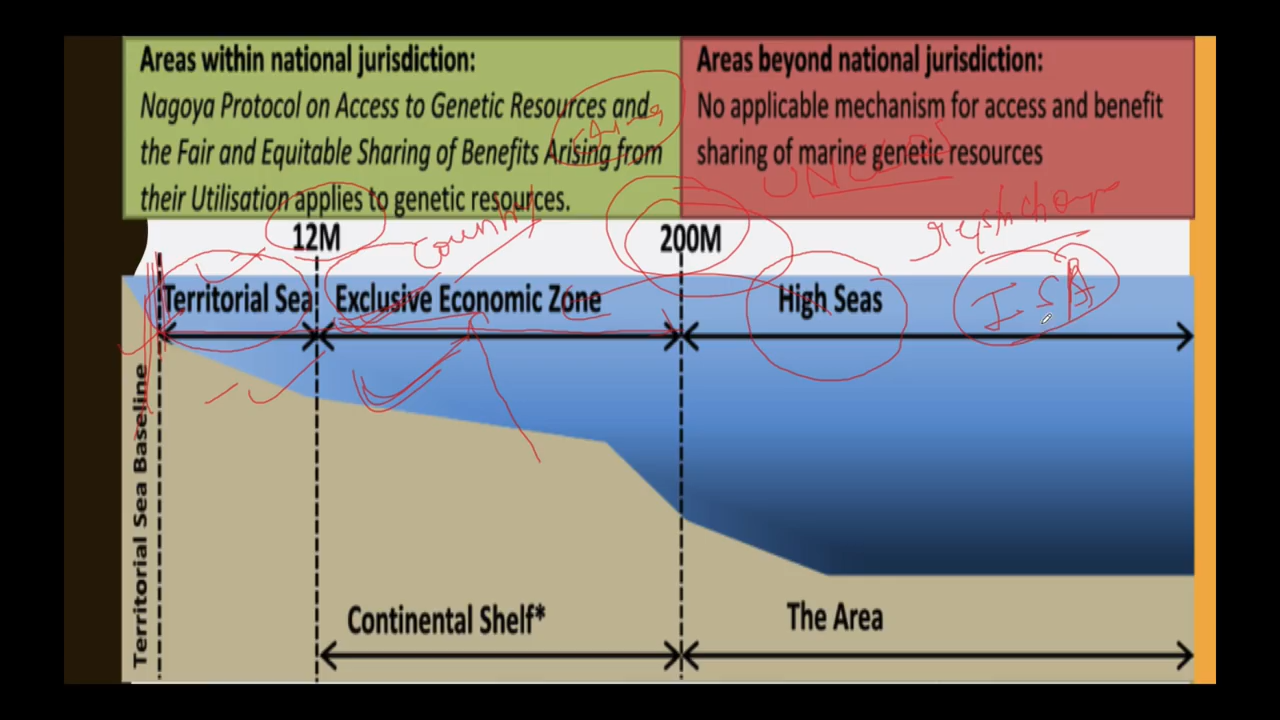 Areas within national jurisdiction:
Nagoya Protocol on Access to Genetic Resources and
the Fair and Equitable Sharing of Benefits Arising from
their Utilisation applies to genetic resources.
Areas beyond national jurisdiction:
No applicable mechanism for access and benefit
sharing of marine genetic resources
UNCLOS
12M
200M
Country
Territorial Sea
Exclusive Economic Zone
High Seas
ISA
Territorial Sea Baseline
Continental Shelf*
The Area